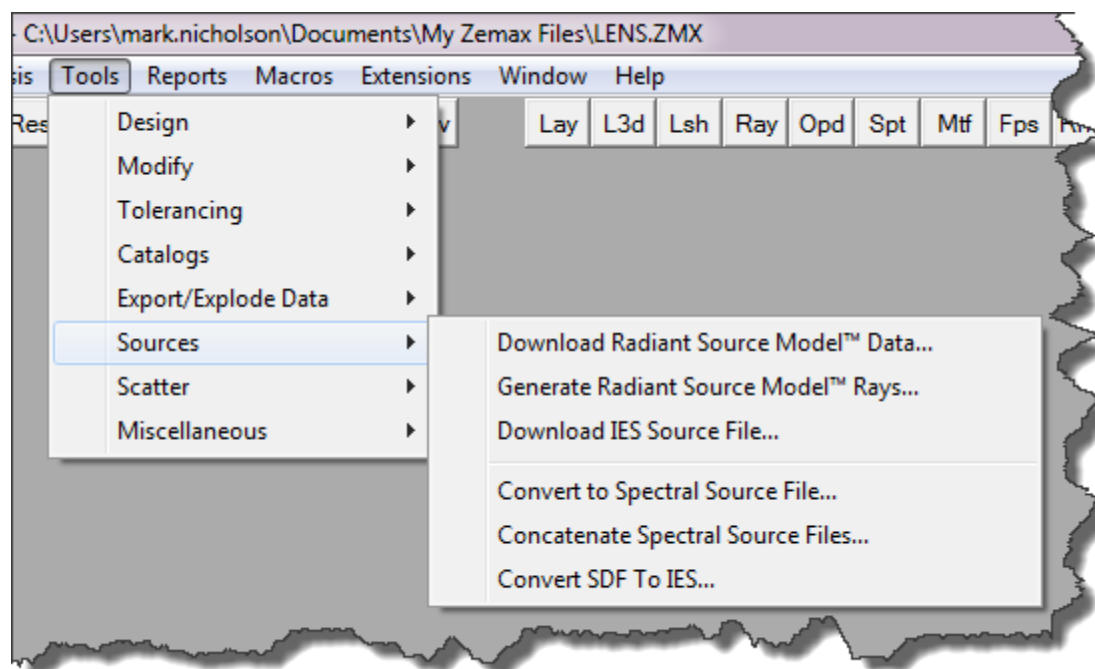 - C:\Users\mark.nicholson\Documents\My Zemax Files\LENS.ZMX
sis Tools Reports Macros Extensions Window Help
Res v Lay L3d Lsh Ray Opd Spt Mtf Fps
Design
Modify
Tolerancing
Catalogs
Export/Explode Data
Sources
Scatter
Miscellaneous
Download Radiant Source Model™ Data...
Generate Radiant Source Model™ Rays...
Download IES Source File...
Convert to Spectral Source File...
Concatenate Spectral Source Files...
Convert SDF To IES...